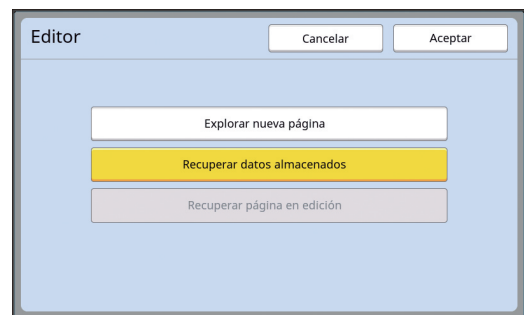 Editor Cancelar Aceptar
Explorar nueva página
Recuperar datos almacenados
Recuperar página en edición